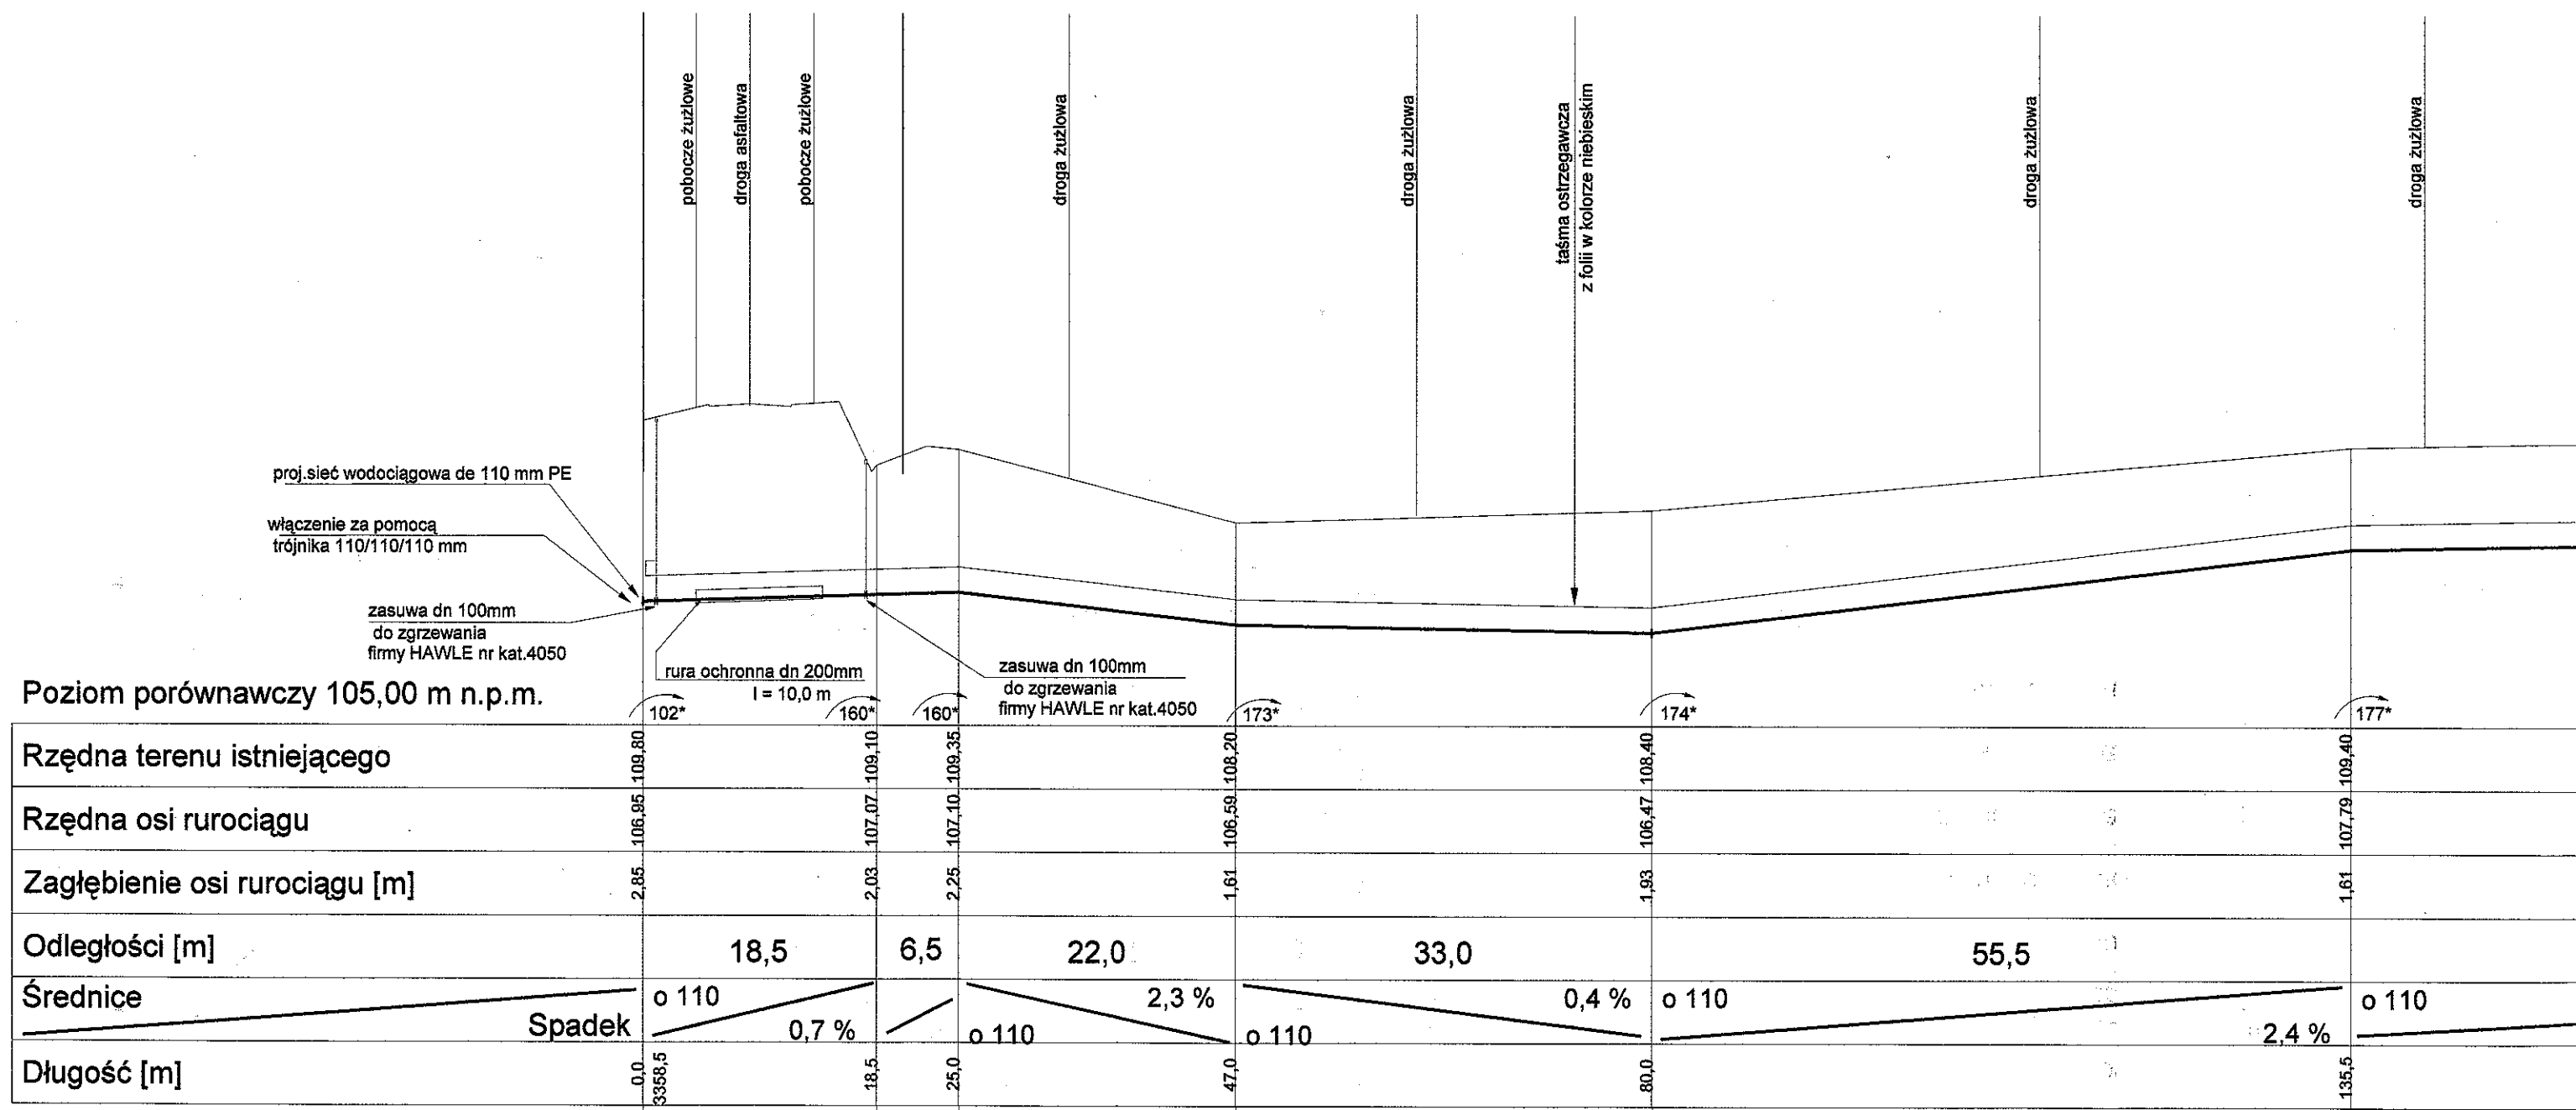 pobocze żużlowe
droga asfaltowa
pobocze żużlowe
droga żużlowa
droga żużlowa
taśma ostrzegawcza
z folii w kolorze niebieskim
droga żużlowa
droga żużlowa
proj.sieć wodociągowa de 110 mm PE
włączenie za pomocą
trójnika 110/110/110 mm
zasuwa dn 100mm
do zgrzewania
firmy HAWLE nr kat.4050
rura ochronna dn 200mm
l = 10,0 m
zasuwa dn 100mm
do zgrzewania
firmy HAWLE nr kat.4050
Poziom porównawczy 105,00 m n.p.m.
102* 160* 160* 173* 174* 177*
Rzędna terenu istniejącego 109,80 109,10 109,35 108,20 108,40 109,40
Rzędna osi rurociągu 106,95 107,07 107,10 106,59 106,47 107,79
Zagłębienie osi rurociągu [m] 2,85 2,03 2,25 1,61 1,93 1,61
Odległości [m] 18,5 6,5 22,0 33,0 55,5
Średnice o 110 2,3 % 0,4 % o 110 o 110
Spadek 0,7 % o 110 o 110 2,4 %
Długość [m] 0,0 3358,5 18,5 25,0 47,0 80,0 135,5